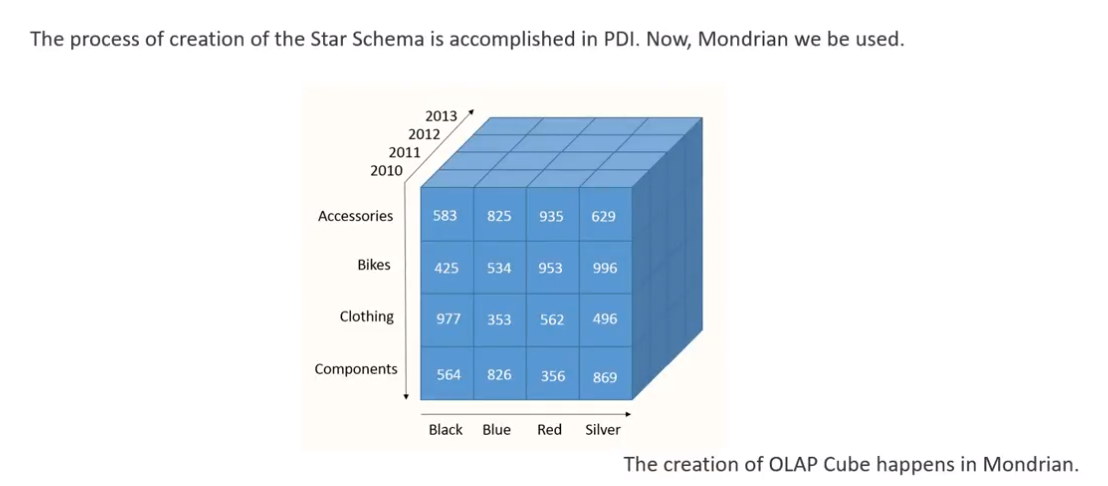 The process of creation of the Star Schema is accomplished in PDI. Now, Mondrian we be used.
2013
2012
2011
2010
Accessories 583 825 935 629
Bikes 425 534 953 996
Clothing 977 353 562 496
Components 564 826 356 869
Black Blue Red Silver
The creation of OLAP Cube happens in Mondrian.